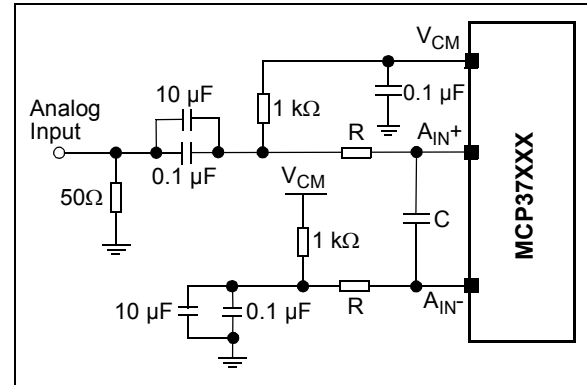 V_CM
10 µF
0.1 µF
Analog
Input
1 kΩ
R
A_IN+
0.1 µF
50Ω
V_CM
C
MCP37XXX
1 kΩ
10 µF
0.1 µF
R
A_IN-